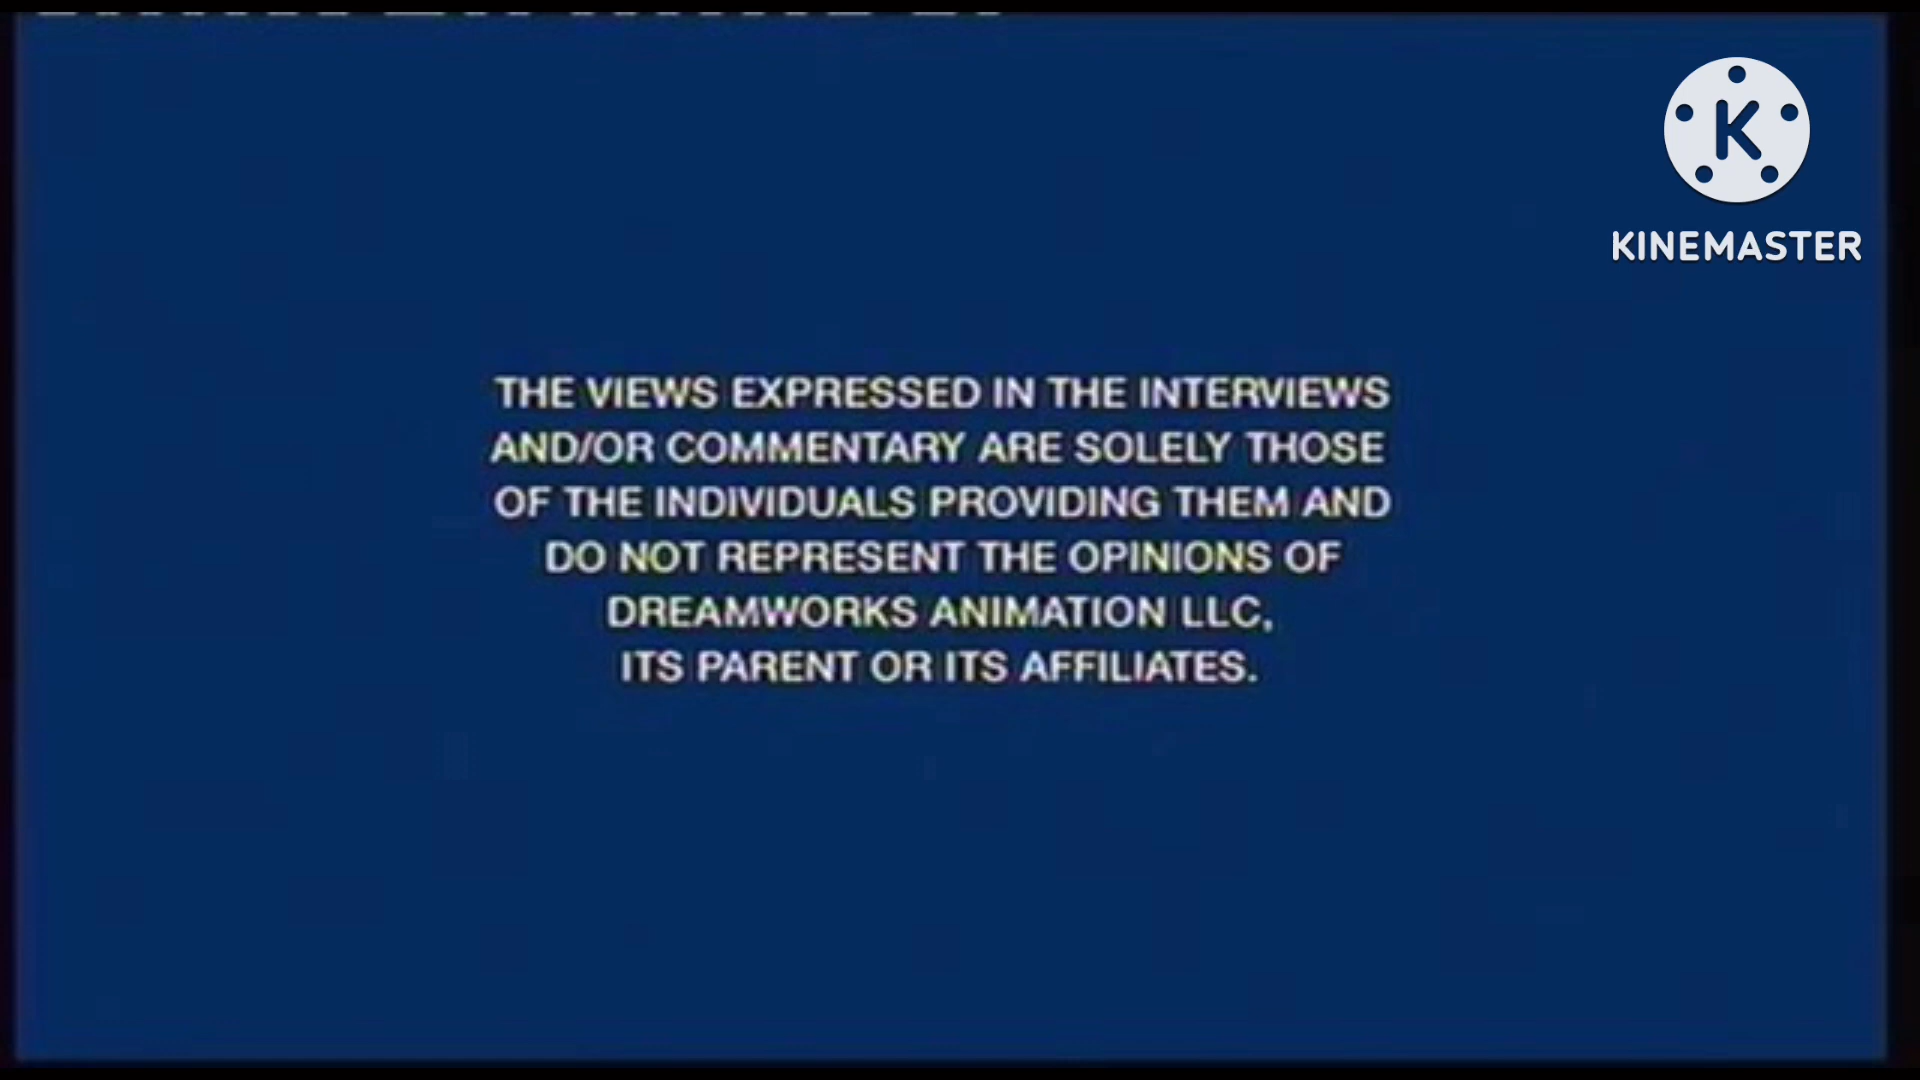 K
KINEMASTER
THE VIEWS EXPRESSED IN THE INTERVIEWS
AND/OR COMMENTARY ARE SOLELY THOSE
OF THE INDIVIDUALS PROVIDING THEM AND
DO NOT REPRESENT THE OPINIONS OF
DREAMWORKS ANIMATION LLC,
ITS PARENT OR ITS AFFILIATES.